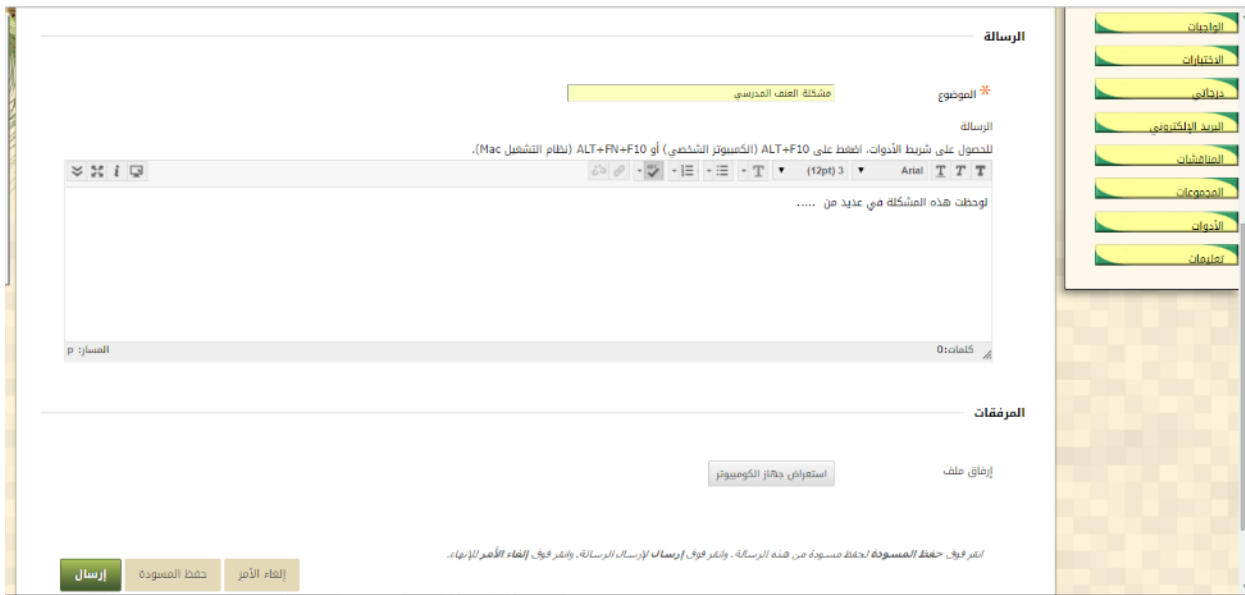 الرسالة
* الموضوع
مشكلة العنف المدرسي
الرسالة
للحصول على شريط الأدوات، اضغط على ALT+F10 (الكمبيوتر الشخصي) أو ALT+FN+F10 (نظام التشغيل Mac).
T T T Arial 3 (12pt) T
لوحظت هذه المشكلة في عديد من .....
كلمات:0
المسار: p
المرفقات
إرفاق ملف
استعراض جهاز الكومبيوتر
انقر فوق حفظ المسودة لحفظ مسودة من هذه الرسالة. وانقر فوق إرسال لإرسال الرسالة. وانقر فوق إلغاء الأمر للإنهاء.
إلغاء الأمر
حفظ المسودة
إرسال
الواجبات
الاختبارات
درجاتي
البريد الإلكتروني
المناقشات
المجموعات
الأدوات
تعليمات